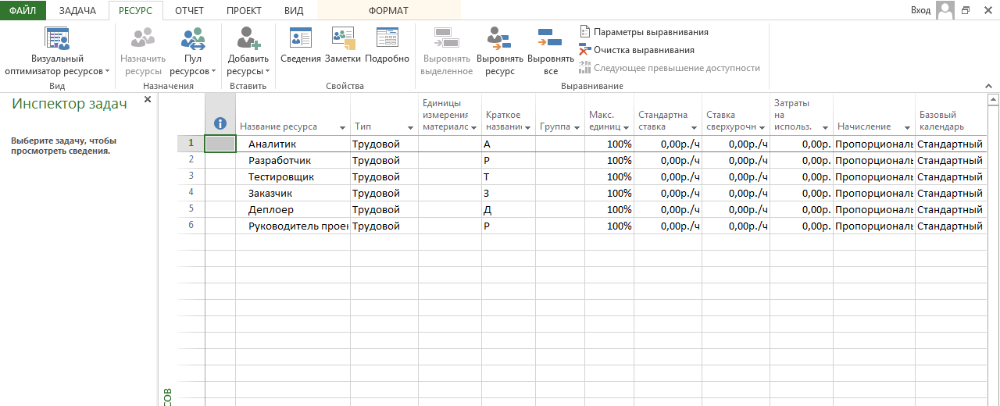 ФАЙЛ ЗАДАЧА РЕСУРС ОТЧЕТ ПРОЕКТ ВИД ФОРМАТ Вход
Визуальный
оптимизатор ресурсов
Вид
Назначить
ресурсы
Пул
ресурсов
Назначения
Добавить
ресурсы
Вставить
Сведения Заметки Подробно
Свойства
Выровнять
выделенное
Выровнять
ресурс
Выровнять
все
Параметры выравнивания
Очистка выравнивания
Следующее превышение доступности
Выравнивание
Инспектор задач
Выберите задачу, чтобы
просмотреть сведения.
Название ресурса
Тип
Единицы
измерения
материалс
Краткое
названи
Группа
Макс.
единиц
Стандартна
ставка
Ставка
сверхурочн
Затраты
на
использ.
Начисление
Базовый
календарь
1 Аналитик Трудовой А 100% 0,00р./ч 0,00р./ч 0,00р. Пропорциональ Стандартный
2 Разработчик Трудовой Р 100% 0,00р./ч 0,00р./ч 0,00р. Пропорциональ Стандартный
3 Тестировщик Трудовой Т 100% 0,00р./ч 0,00р./ч 0,00р. Пропорциональ Стандартный
4 Заказчик Трудовой З 100% 0,00р./ч 0,00р./ч 0,00р. Пропорциональ Стандартный
5 Деплоер Трудовой Д 100% 0,00р./ч 0,00р./ч 0,00р. Пропорциональ Стандартный
6 Руководитель прое Трудовой Р 100% 0,00р./ч 0,00р./ч 0,00р. Пропорциональ Стандартный
СОВ